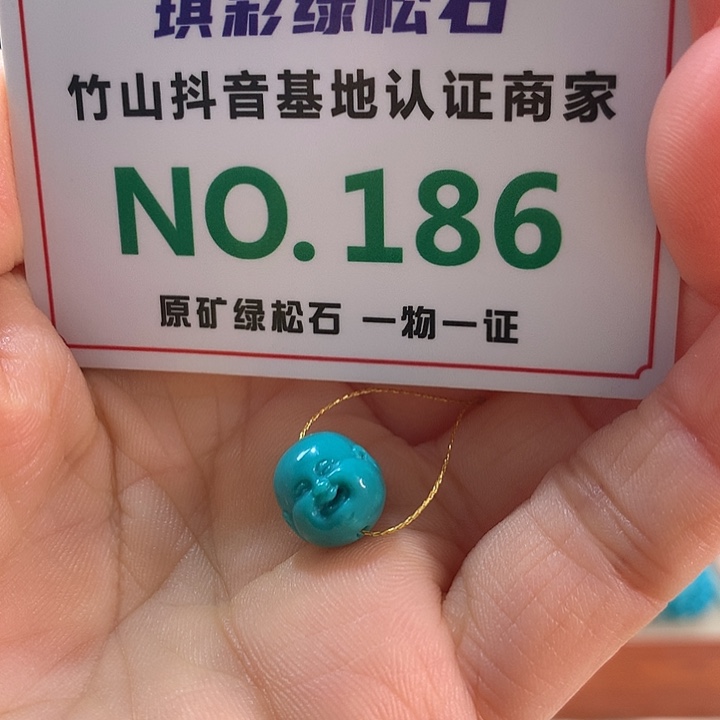 琪彩绿松石
竹山抖音基地认证商家
NO.186
原矿绿松石 一物一证